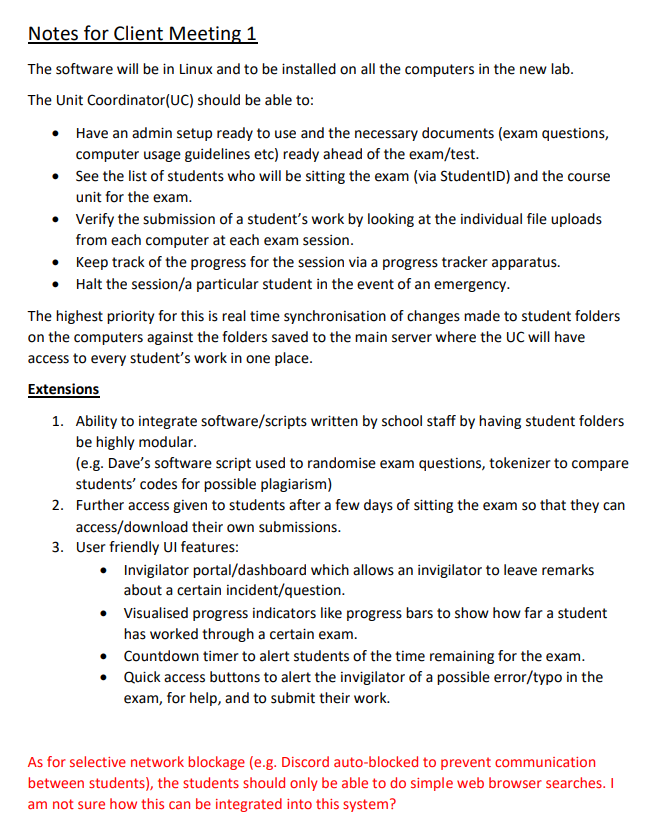 Notes for Client Meeting 1
The software will be in Linux and to be installed on all the computers in the new lab.
The Unit Coordinator(UC) should be able to:
• Have an admin setup ready to use and the necessary documents (exam questions,
computer usage guidelines etc) ready ahead of the exam/test.
• See the list of students who will be sitting the exam (via StudentID) and the course
unit for the exam.
• Verify the submission of a student's work by looking at the individual file uploads
from each computer at each exam session.
• Keep track of the progress for the session via a progress tracker apparatus.
• Halt the session/a particular student in the event of an emergency.
The highest priority for this is real time synchronisation of changes made to student folders
on the computers against the folders saved to the main server where the UC will have
access to every student's work in one place.
Extensions
1. Ability to integrate software/scripts written by school staff by having student folders
be highly modular.
(e.g. Dave's software script used to randomise exam questions, tokenizer to compare
students' codes for possible plagiarism)
2. Further access given to students after a few days of sitting the exam so that they can
access/download their own submissions.
3. User friendly UI features:
• Invigilator portal/dashboard which allows an invigilator to leave remarks
about a certain incident/question.
• Visualised progress indicators like progress bars to show how far a student
has worked through a certain exam.
• Countdown timer to alert students of the time remaining for the exam.
• Quick access buttons to alert the invigilator of a possible error/typo in the
exam, for help, and to submit their work.
As for selective network blockage (e.g. Discord auto-blocked to prevent communication
between students), the students should only be able to do simple web browser searches. I
am not sure how this can be integrated into this system?